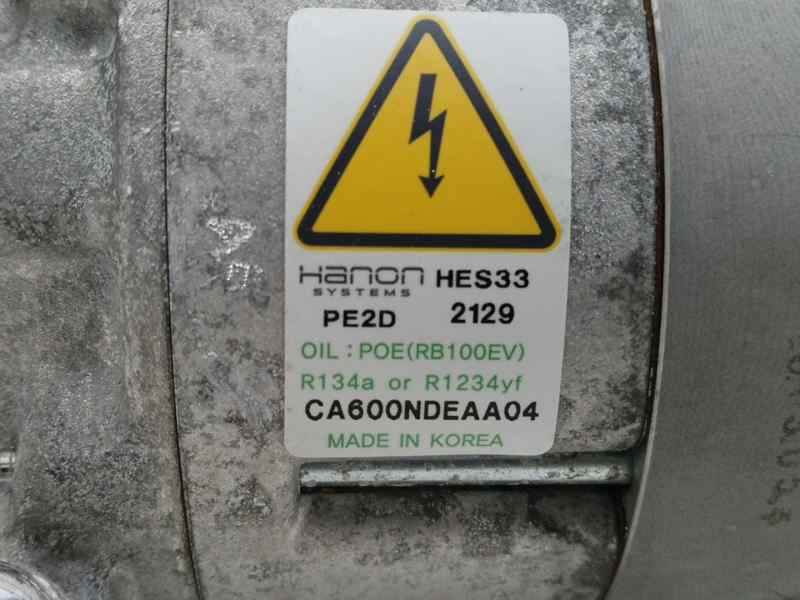 Hanon HES33
SYSTEMS
PE2D 2129
OIL : POE(RB100EV)
R134a or R1234yf
CA600NDEAA04
MADE IN KOREA